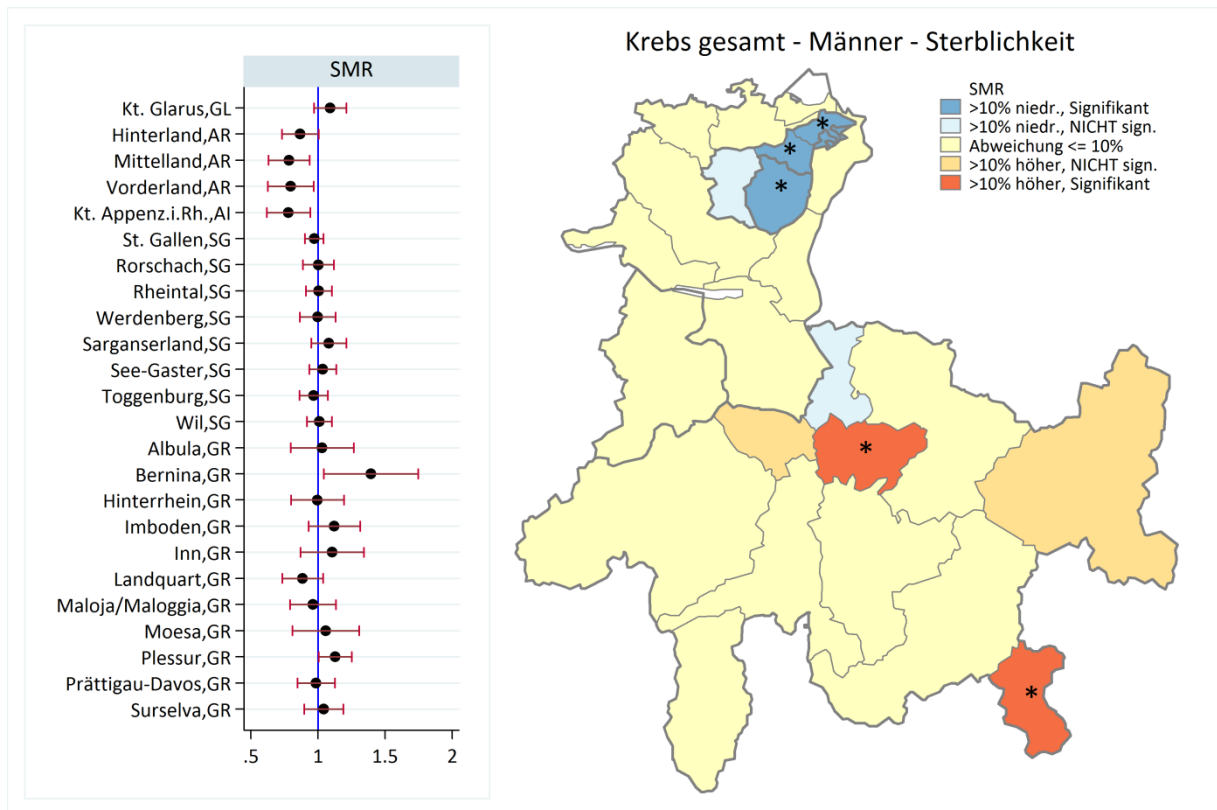 SMR
Kt. Glarus,GL
Hinterland,AR
Mittelland,AR
Vorderland,AR
Kt. Appenz.i.Rh.,AI
St. Gallen,SG
Rorschach,SG
Rheintal,SG
Werdenberg,SG
Sarganserland,SG
See-Gaster,SG
Toggenburg,SG
Wil,SG
Albula,GR
Bernina,GR
Hinterrhein,GR
Imboden,GR
Inn,GR
Landquart,GR
Maloja/Maloggia,GR
Moesa,GR
Plessur,GR
Prättigau-Davos,GR
Surselva,GR
.5 1 1.5 2
Krebs gesamt - Männer - Sterblichkeit
SMR
>10% niedr., Signifikant
>10% niedr., NICHT sign.
Abweichung <= 10%
>10% höher, NICHT sign.
>10% höher, Signifikant
*
*
*
*
*